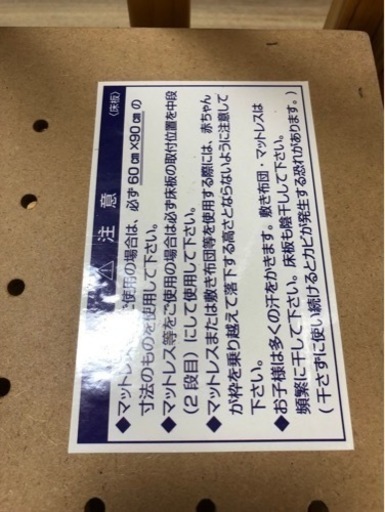 〈床板〉
⚠ 注意
◆マットレスをご使用の場合は、必ず60㎝×90㎝の
寸法のものを使用して下さい。
◆マットレス等をご使用の場合は必ず床板の取付位置を中段
(2段目)にして使用して下さい。
◆マットレスまたは敷き布団等を使用する際には、赤ちゃん
が枠を乗り越えて落下する高さとならないように注意して
下さい。
◆お子様は多くの汗をかきます。敷き布団・マットレスは
頻繁に干して下さい。床板も陰干しして下さい。
(干さずに使い続けるとカビが発生する恐れがあります。)